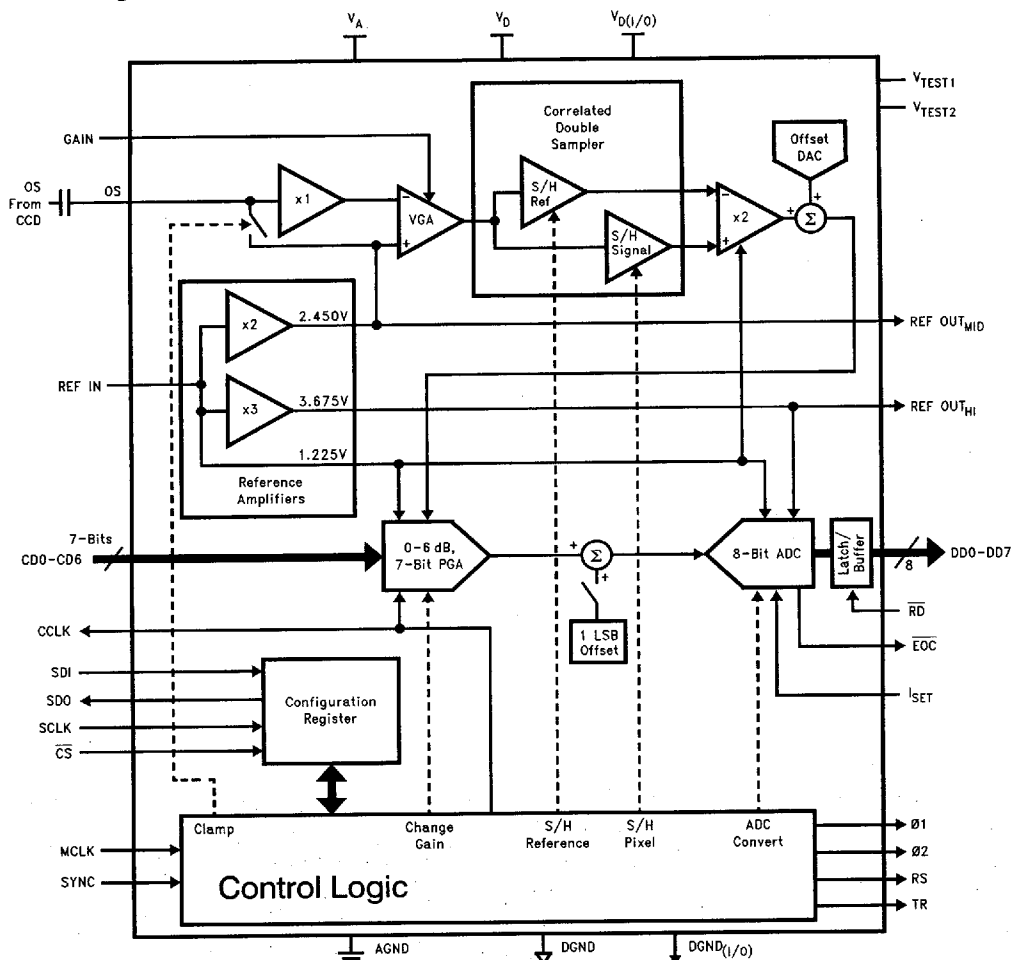 VA
VD
VD(I/O)
VTEST1
VTEST2
GAIN
OS
From
CCD
OS
x1
VGA
−
+
Correlated
Double
Sampler
S/H
Ref
S/H
Signal
−
+
x2
Offset
DAC
+
+
Σ
x2
2.450V
REF OUTMID
REF IN
x3
3.675V
REF OUTHI
1.225V
Reference
Amplifiers
7-Bits
CD0-CD6
0-6 dB,
7-Bit PGA
+
Σ
+
1 LSB
Offset
8-Bit ADC
Latch/
Buffer
8
DD0-DD7
RD
CCLK
EOC
SDI
SDO
SCLK
CS
Configuration
Register
ISET
Clamp
Change
Gain
S/H
Reference
S/H
Pixel
ADC
Convert
MCLK
SYNC
Control Logic
Ø1
Ø2
RS
TR
AGND
DGND
DGND(I/O)